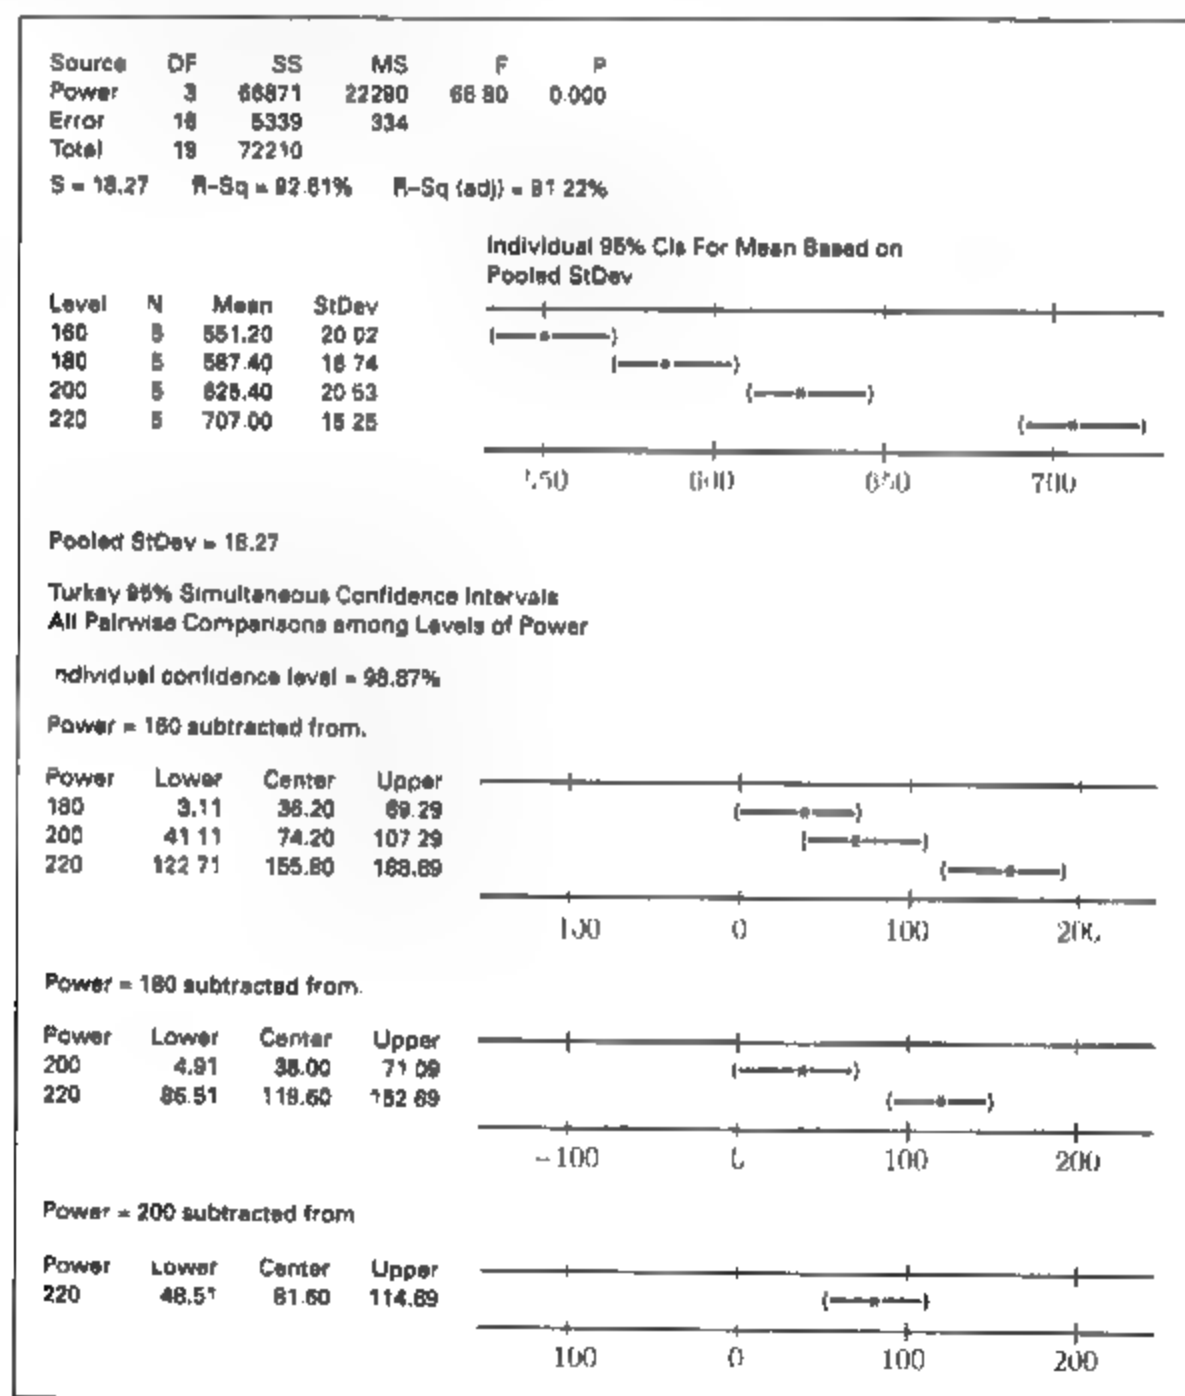 Source DF SS MS F P
Power 3 66871 22290 66 80 0.000
Error 16 5339 334
Total 19 72210
S = 18.27 R-Sq = 92.61% R-Sq (adj) = 91 22%
Individual 95% CIs For Mean Based on
Pooled StDev
Level N Mean StDev
160 5 551.20 20 02
180 5 587.40 16 74
200 5 625.40 20 53
220 5 707.00 15 25
550 600 650 700
Pooled StDev = 18.27
Turkey 95% Simultaneous Confidence Intervals
All Pairwise Comparisons among Levels of Power
ndividual confidence level = 98.87%
Power = 160 subtracted from.
Power Lower Center Upper
180 3.11 36.20 69.29
200 41 11 74.20 107 29
220 122 71 155.80 188.89
100 0 100 200
Power = 180 subtracted from.
Power Lower Center Upper
200 4.91 38.00 71 09
220 86.51 119.60 152 69
-100 0 100 200
Power = 200 subtracted from
Power Lower Center Upper
220 48.51 81.60 114.69
100 0 100 200